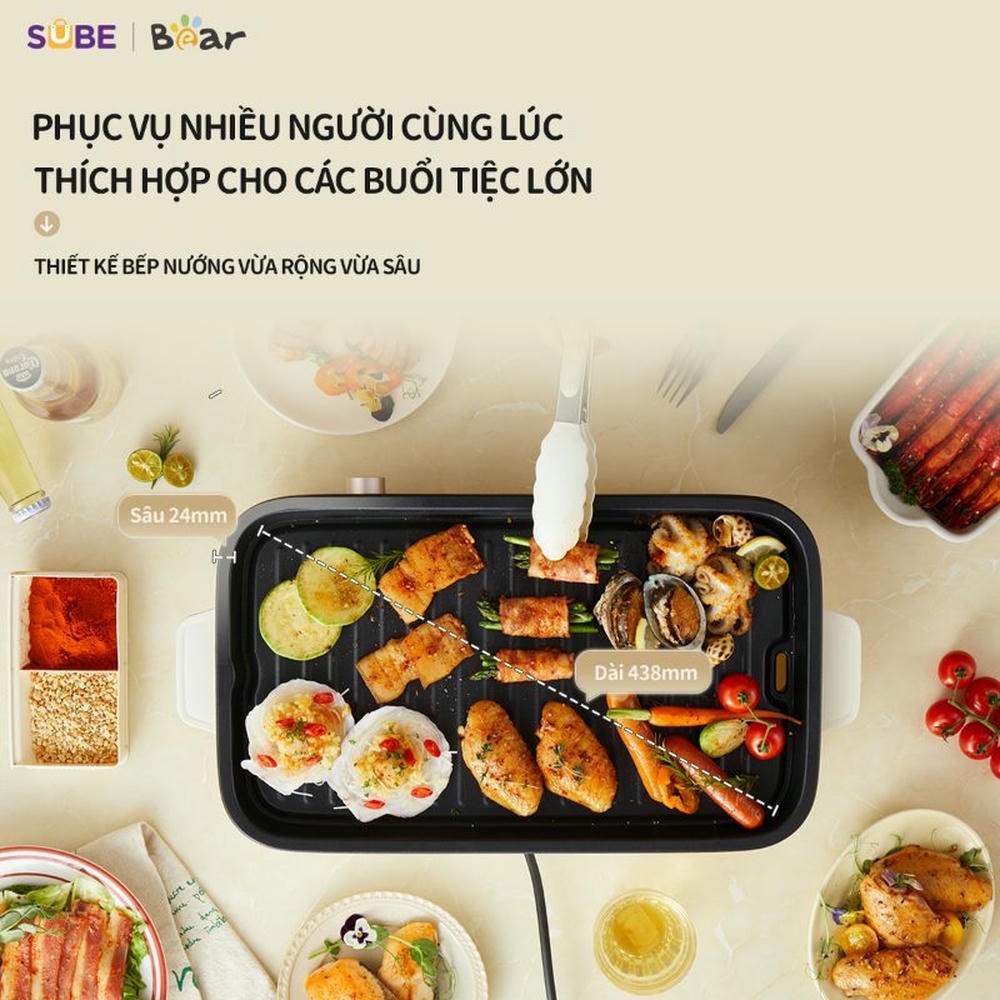 SUBE | Bear
PHỤC VỤ NHIỀU NGƯỜI CÙNG LÚC
THÍCH HỢP CHO CÁC BUỔI TIỆC LỚN
THIẾT KẾ BẾP NƯỚNG VỪA RỘNG VỪA SÂU
Corona
Sâu 24mm
Dài 438mm